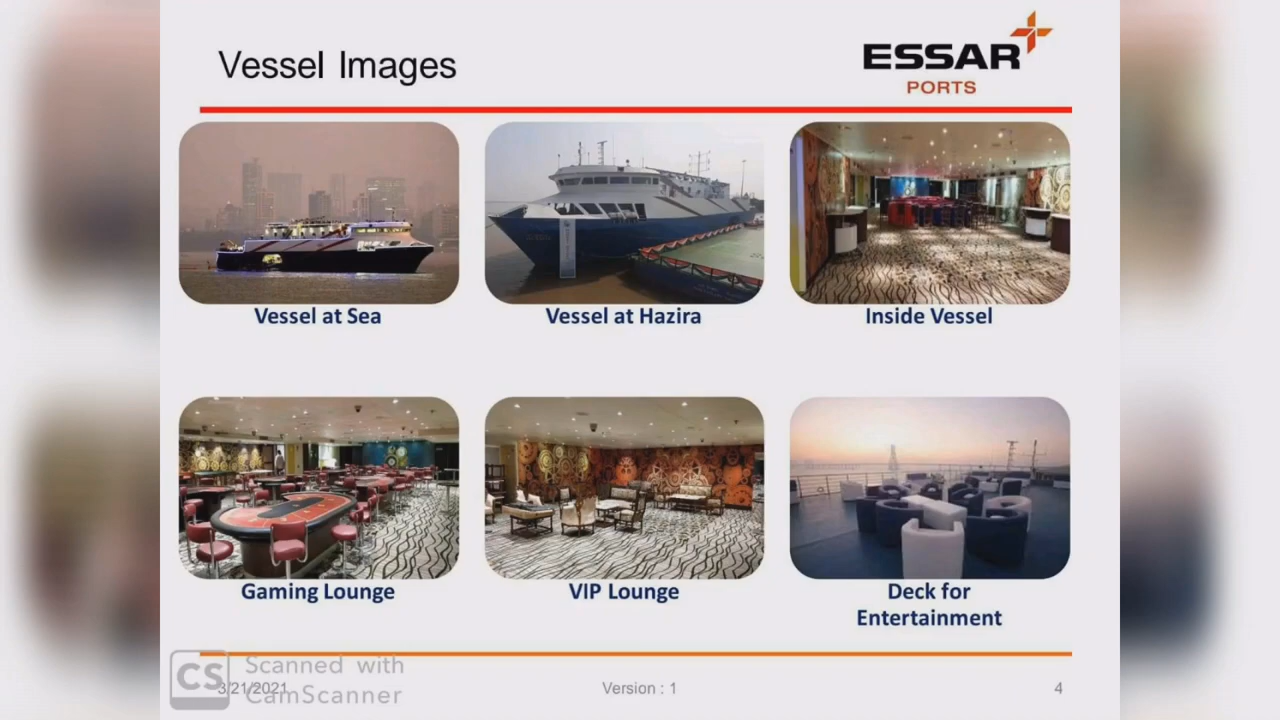 Vessel Images
ESSAR
PORTS
Vessel at Sea
Vessel at Hazira
Inside Vessel
Gaming Lounge
VIP Lounge
Deck for
Entertainment
CS
Scanned with
CamScanner
3/21/2021
Version : 1
4